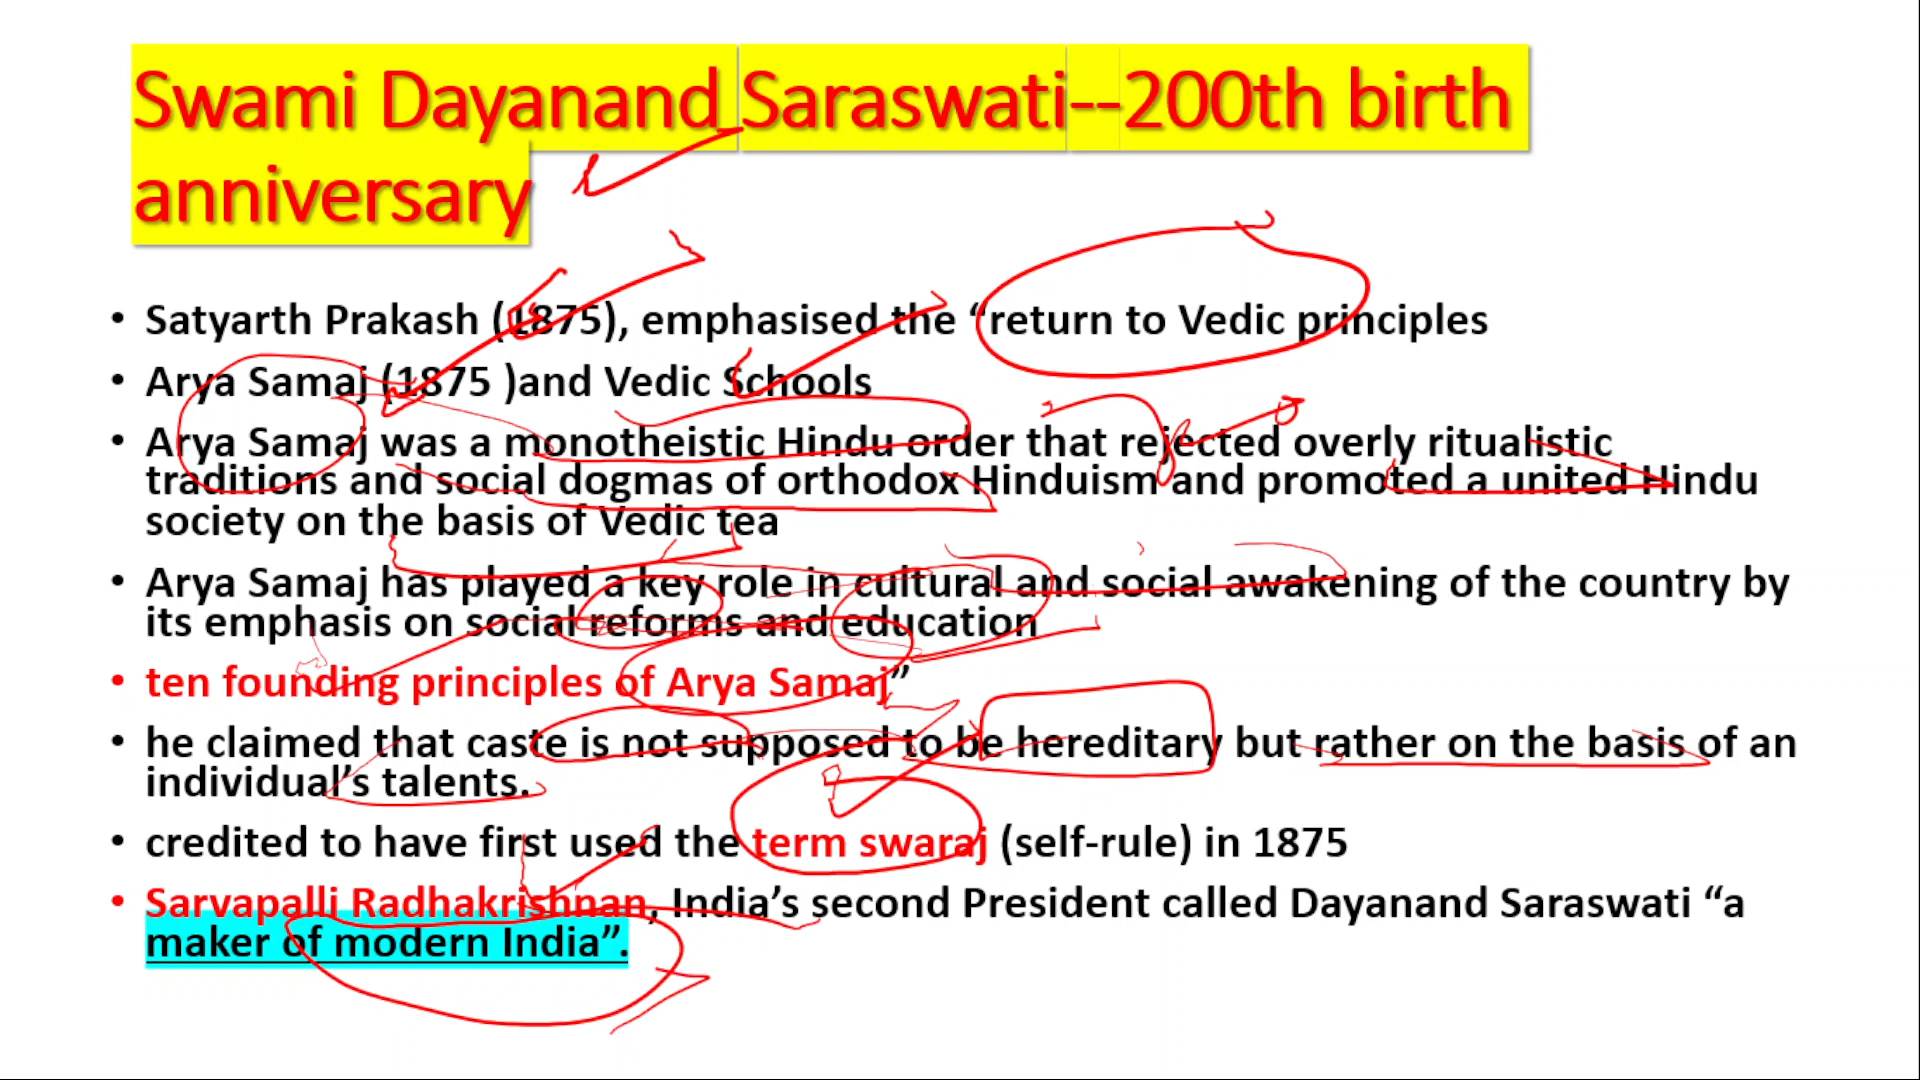 Swami Dayanand Saraswati--200th birth
anniversary
• Satyarth Prakash (1875), emphasised the “return to Vedic principles
• Arya Samaj (1875 )and Vedic Schools
• Arya Samaj was a monotheistic Hindu order that rejected overly ritualistic
traditions and social dogmas of orthodox Hinduism and promoted a united Hindu
society on the basis of Vedic tea
• Arya Samaj has played a key role in cultural and social awakening of the country by
its emphasis on social reforms and education
• ten founding principles of Arya Samaj”
• he claimed that caste is not supposed to be hereditary but rather on the basis of an
individual’s talents.
• credited to have first used the term swaraj (self-rule) in 1875
• Sarvapalli Radhakrishnan, India’s second President called Dayanand Saraswati “a
maker of modern India”.